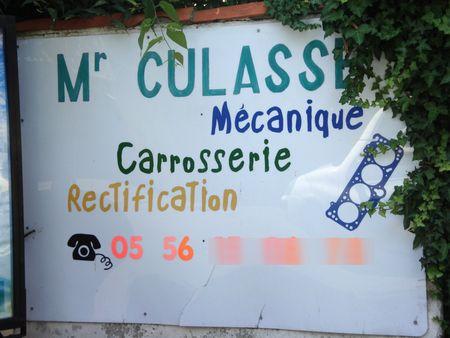 Mr CULASSE
Mécanique
Carrosserie
Rectification
05 56